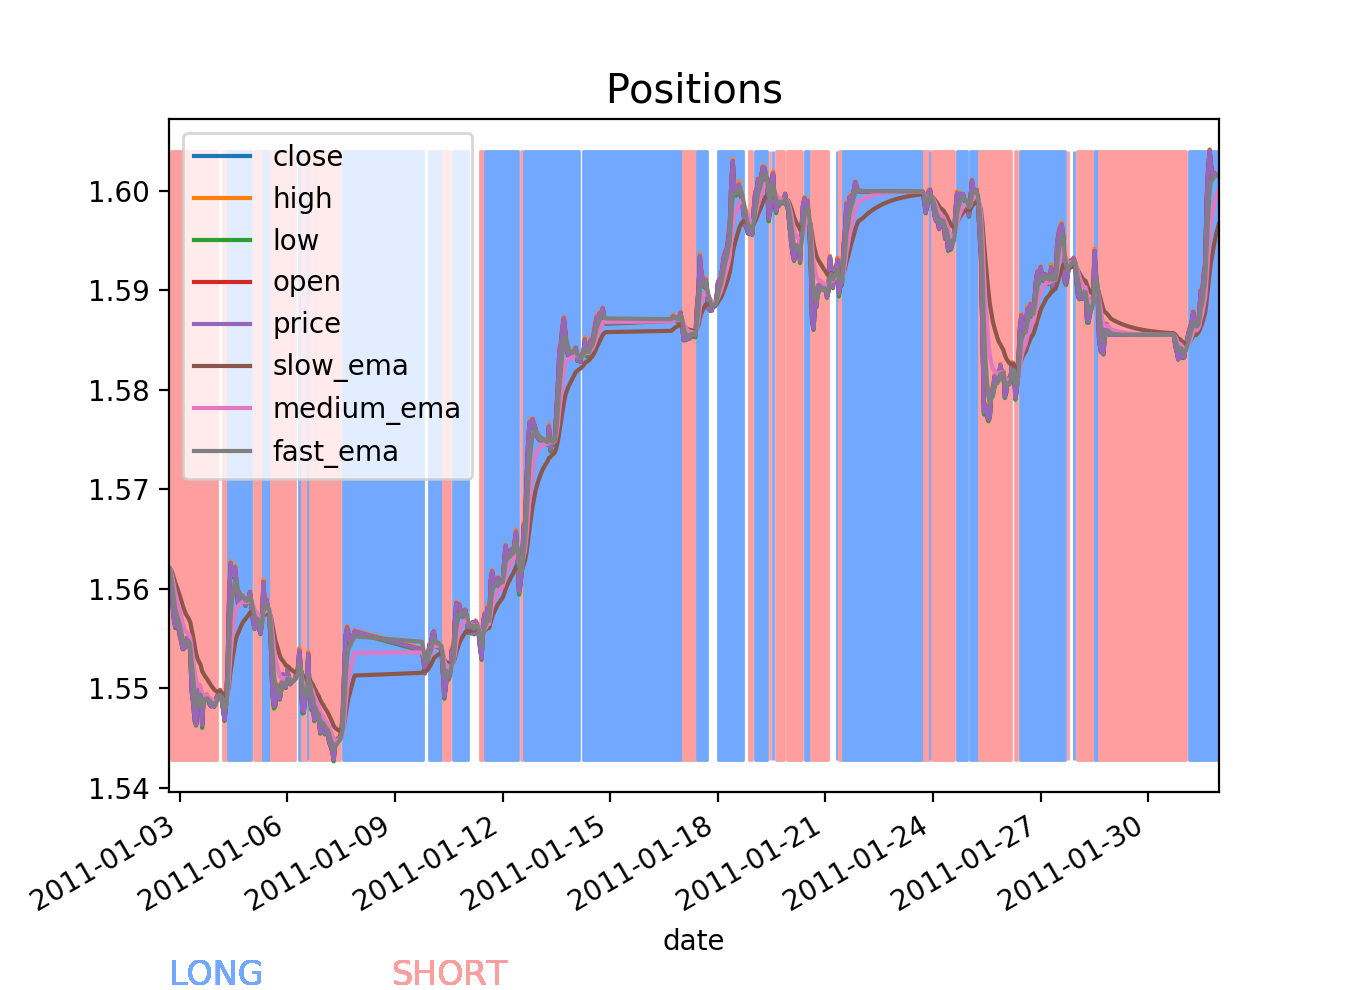 Positions
close
high
low
open
price
slow_ema
medium_ema
fast_ema
1.60
1.59
1.58
1.57
1.56
1.55
1.54
2011-01-03
2011-01-06
2011-01-09
2011-01-12
2011-01-15
2011-01-18
2011-01-21
2011-01-24
2011-01-27
2011-01-30
date
LONG SHORT